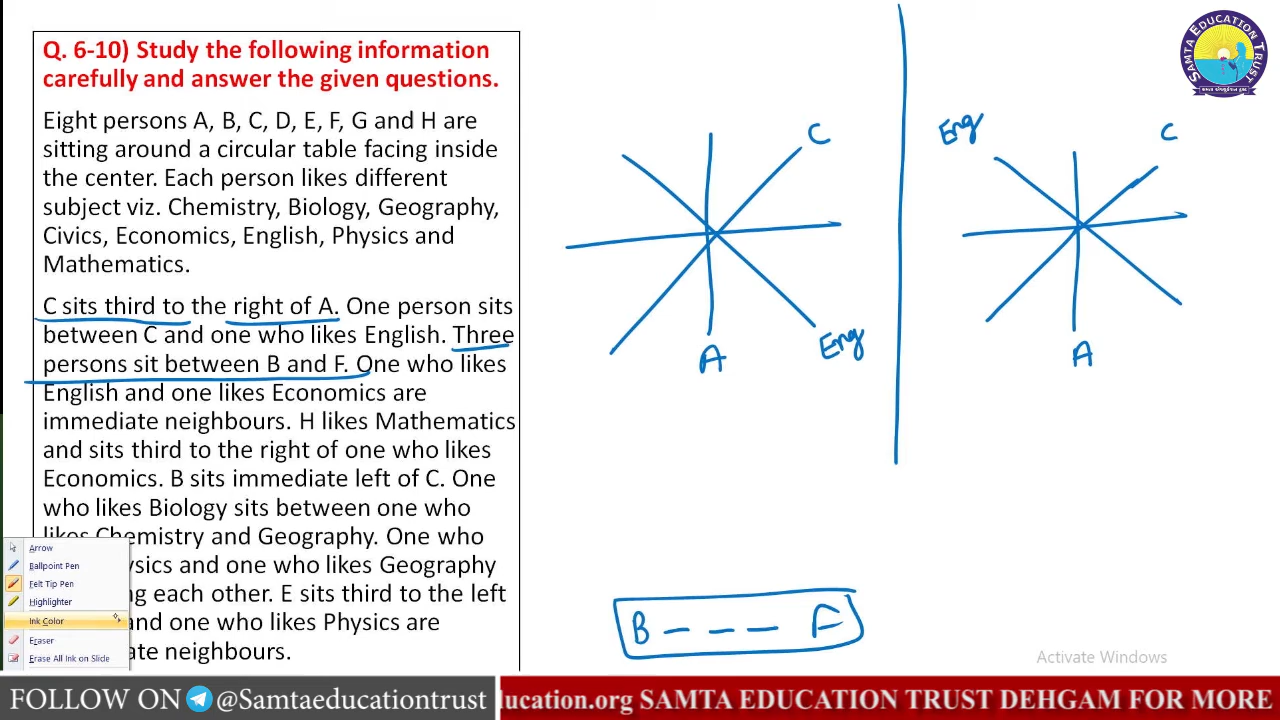 Q. 6-10) Study the following information
carefully and answer the given questions.
Eight persons A, B, C, D, E, F, G and H are
sitting around a circular table facing inside
the center. Each person likes different
subject viz. Chemistry, Biology, Geography,
Civics, Economics, English, Physics and
Mathematics.
C sits third to the right of A. One person sits
between C and one who likes English. Three
persons sit between B and F. One who likes
English and one likes Economics are
immediate neighbours. H likes Mathematics
and sits third to the right of one who likes
Economics. B sits immediate left of C. One
who likes Biology sits between one who
likes Chemistry and Geography. One who
ysics and one who likes Geography
ng each other. E sits third to the left
and one who likes Physics are
ate neighbours.
Arrow
Ballpoint Pen
Felt Tip Pen
Highlighter
Ink Color
Eraser
Erase All Ink on Slide
C
A
Eng
Eng
C
A
B _ _ _ F
SAMTA EDUCATION TRUST
Activate Windows
FOLLOW ON @Samtaeducationtrust
ducation.org SAMTA EDUCATION TRUST DEHGAM FOR MORE